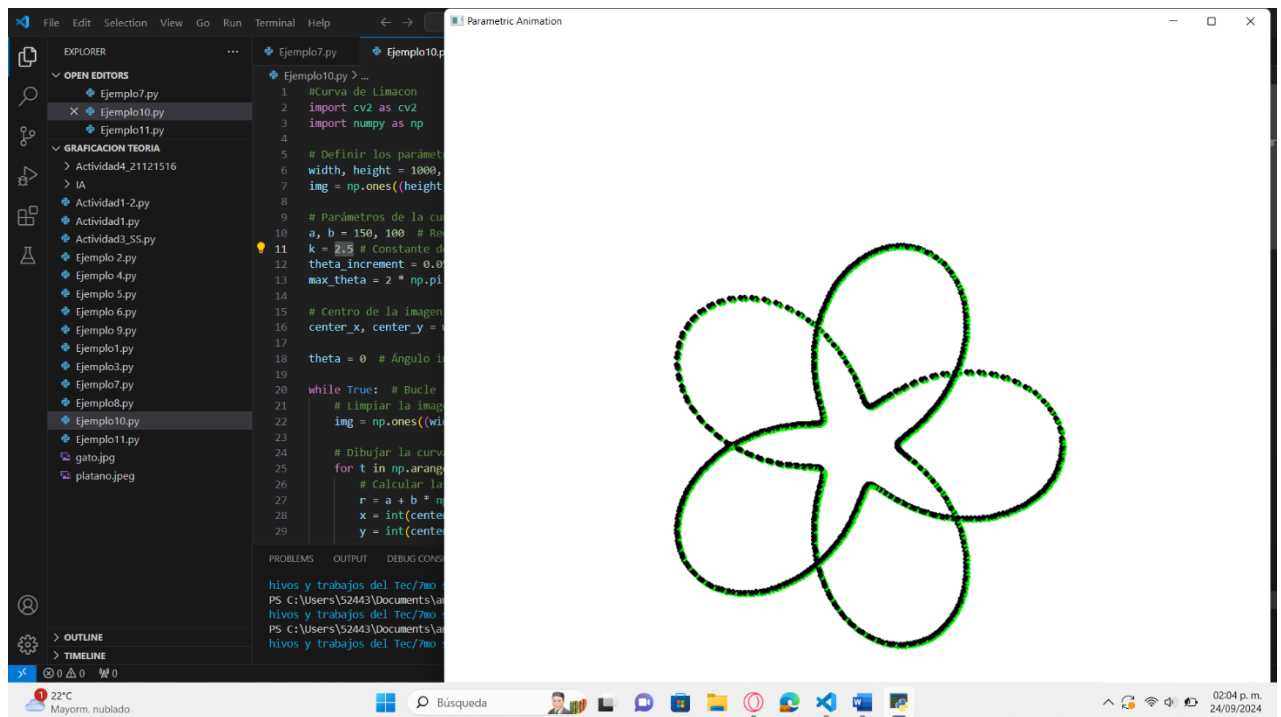 File Edit Selection View Go Run Terminal Help
Parametric Animation
EXPLORER
OPEN EDITORS
Ejemplo7.py
Ejemplo10.py
Ejemplo11.py
GRAFICACION TEORIA
Actividad4_21121516
IA
Actividad1-2.py
Actividad1.py
Actividad3_SS.py
Ejemplo 2.py
Ejemplo 4.py
Ejemplo 5.py
Ejemplo 6.py
Ejemplo 9.py
Ejemplo1.py
Ejemplo3.py
Ejemplo7.py
Ejemplo8.py
Ejemplo10.py
Ejemplo11.py
gato.jpg
platano.jpeg
OUTLINE
TIMELINE
Ejemplo7.py Ejemplo10.p
Ejemplo10.py > ...
1 #Curva de Limacon
2 import cv2 as cv2
3 import numpy as np
4
5 # Definir los parámet
6 width, height = 1000,
7 img = np.ones((height
8
9 # Parámetros de la cu
10 a, b = 150, 100 # Re
11 k = 2.5 # Constante d
12 theta_increment = 0.0
13 max_theta = 2 * np.pi
14
15 # Centro de la imagen
16 center_x, center_y =
17
18 theta = 0 # Ángulo i
19
20 while True: # Bucle
21 # Limpiar la imag
22 img = np.ones((wi
23
24 # Dibujar la curv
25 for t in np.arang
26 # Calcular la
27 r = a + b * n
28 x = int(cente
29 y = int(cente
PROBLEMS OUTPUT DEBUG CONS
hivos y trabajos del Tec/7mo
PS C:\Users\52443\Documents\a
hivos y trabajos del Tec/7mo
PS C:\Users\52443\Documents\a
hivos y trabajos del Tec/7mo
0 0 0
1
22°C
Mayorm. nublado
Búsqueda
02:04 p. m.
24/09/2024